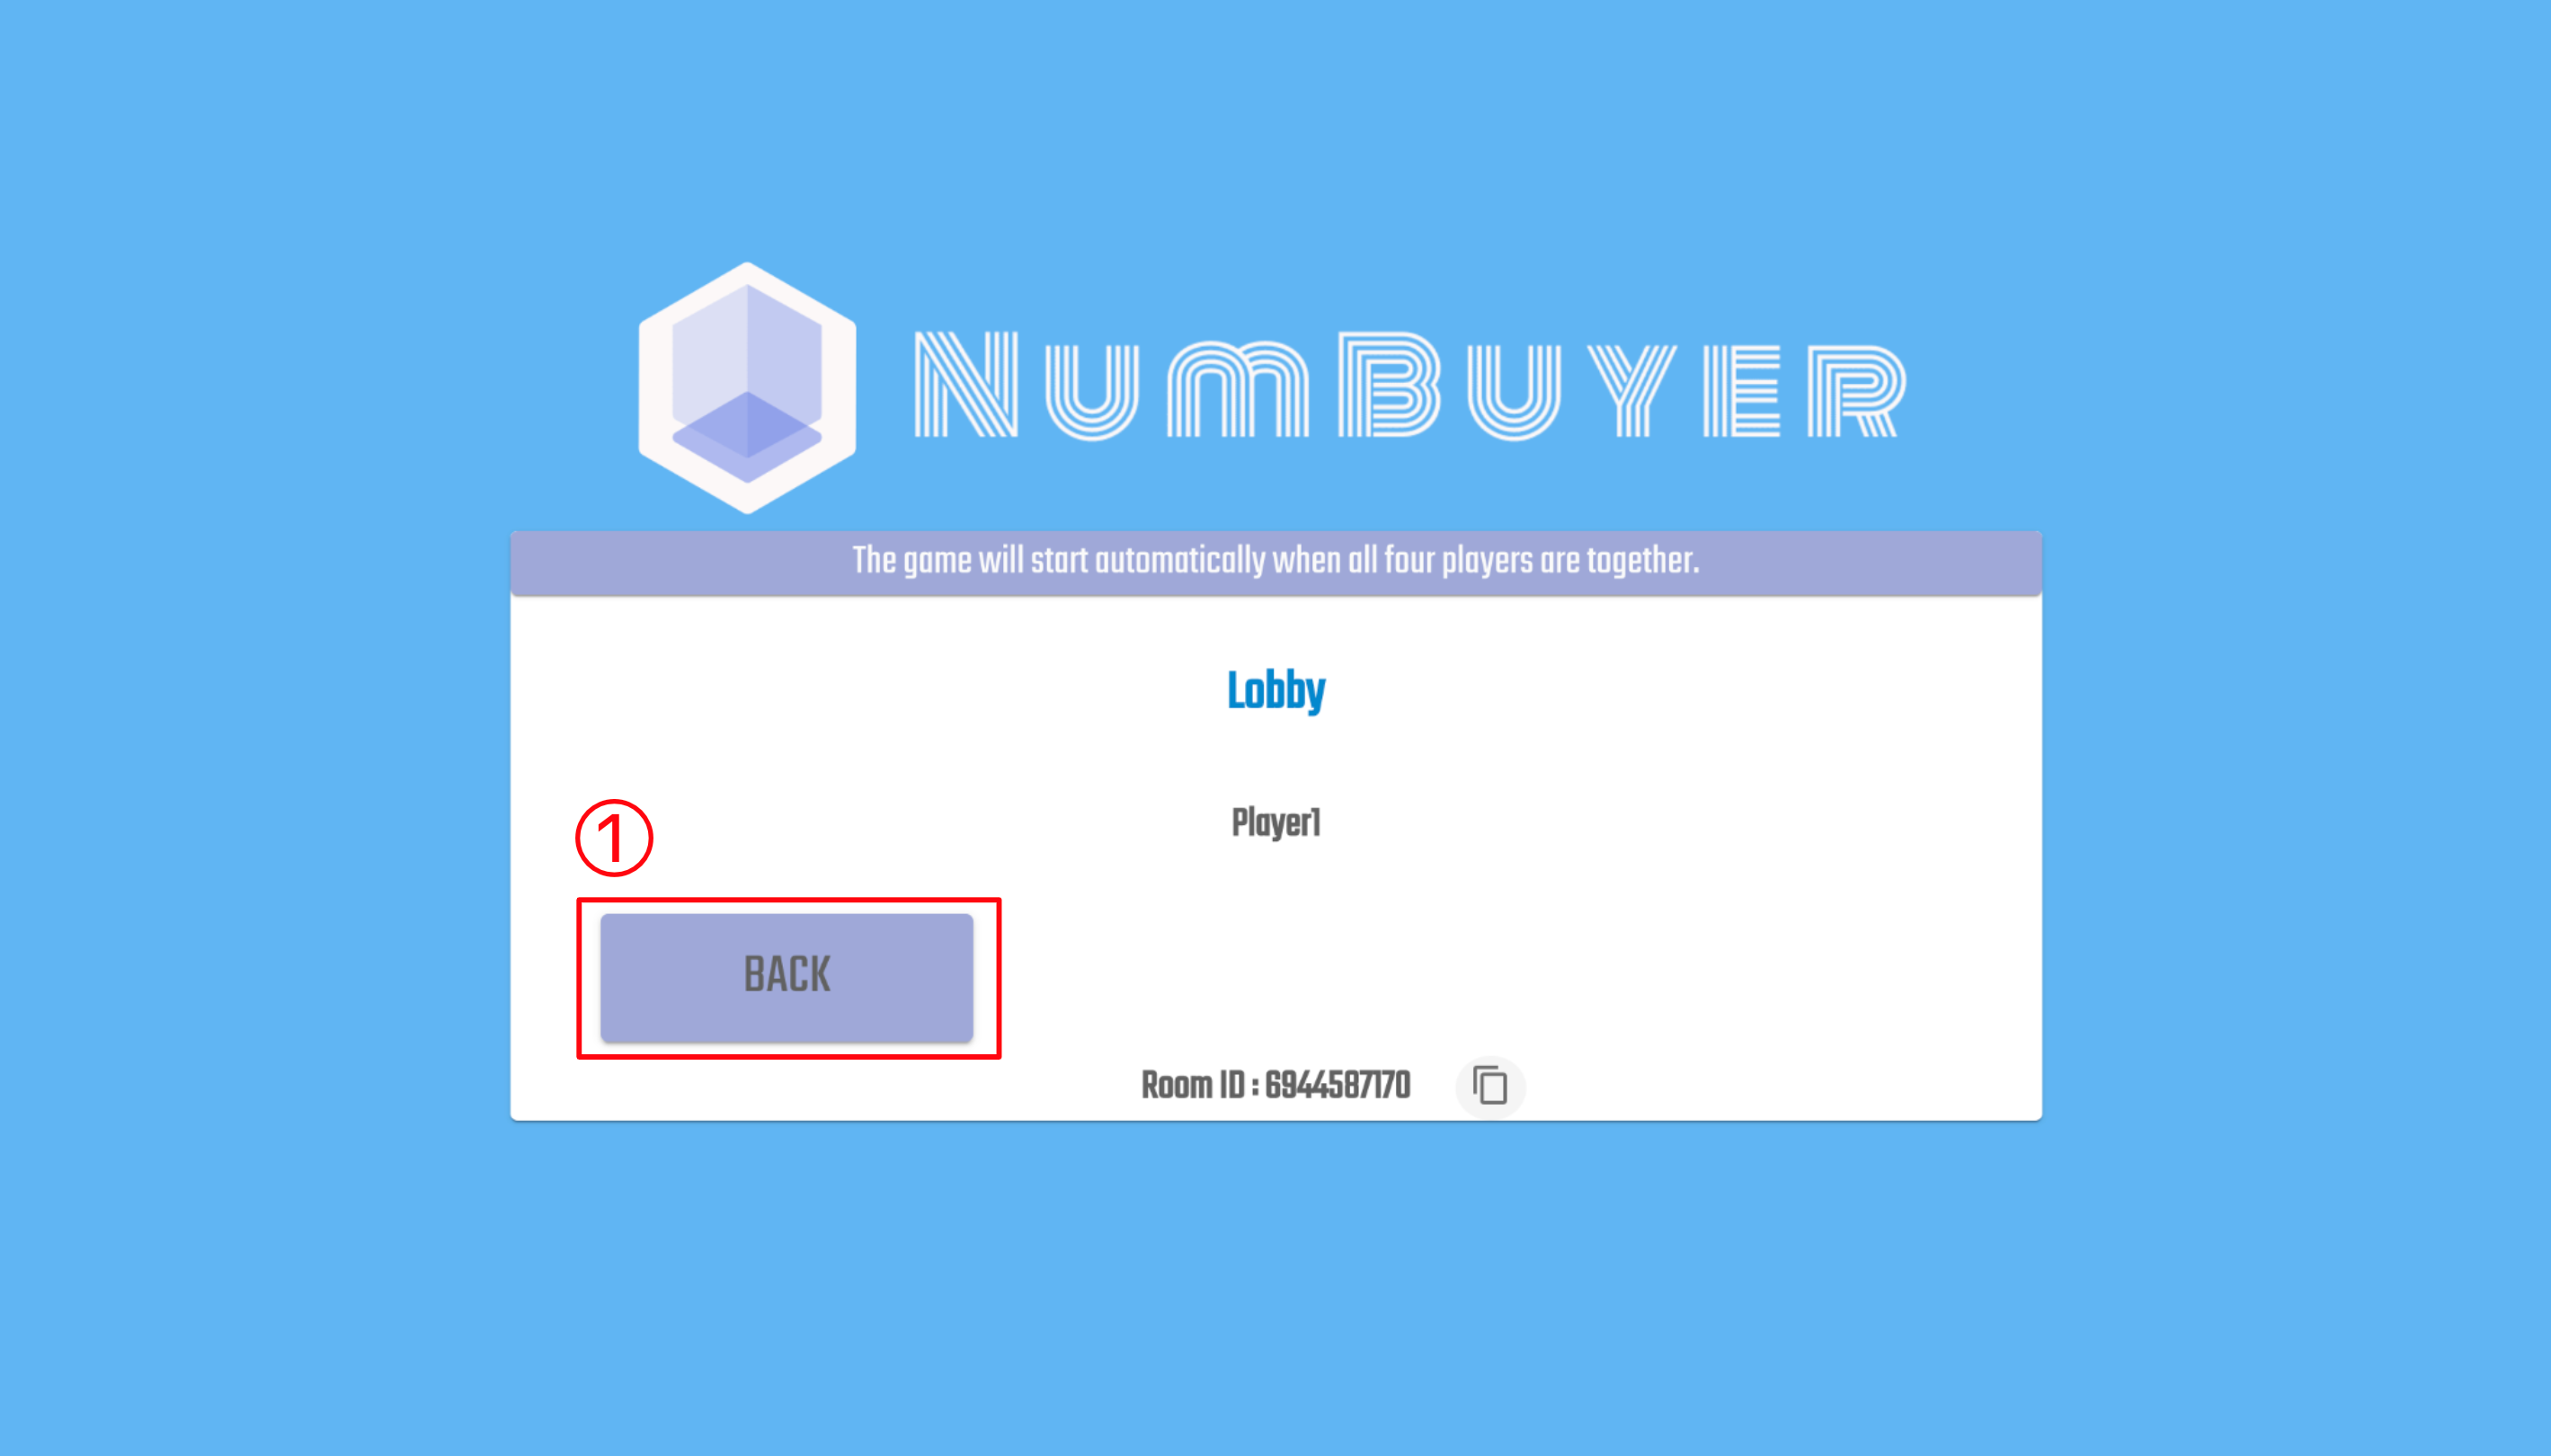 NumBuyer
The game will start automatically when all four players are together.
Lobby
Player1
①
BACK
Room ID : 6944587170